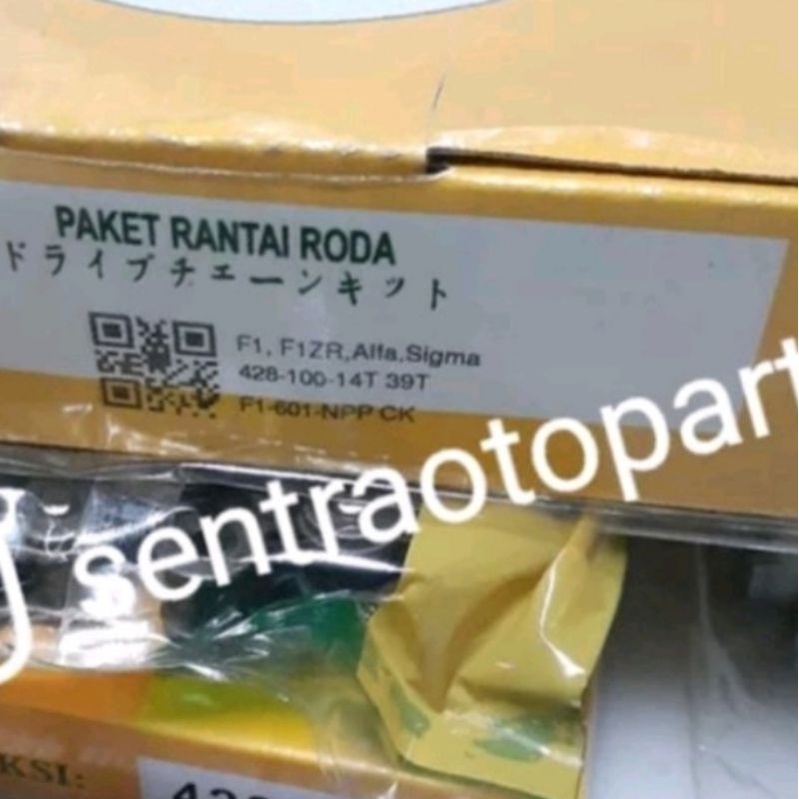 PAKET RANTAI RODA
ドライブチェーンキット
F1, F1ZR,Alfa.Sigma
428-100-14T 39T
F1-601-NPP CK
sentraotopart
KSI: